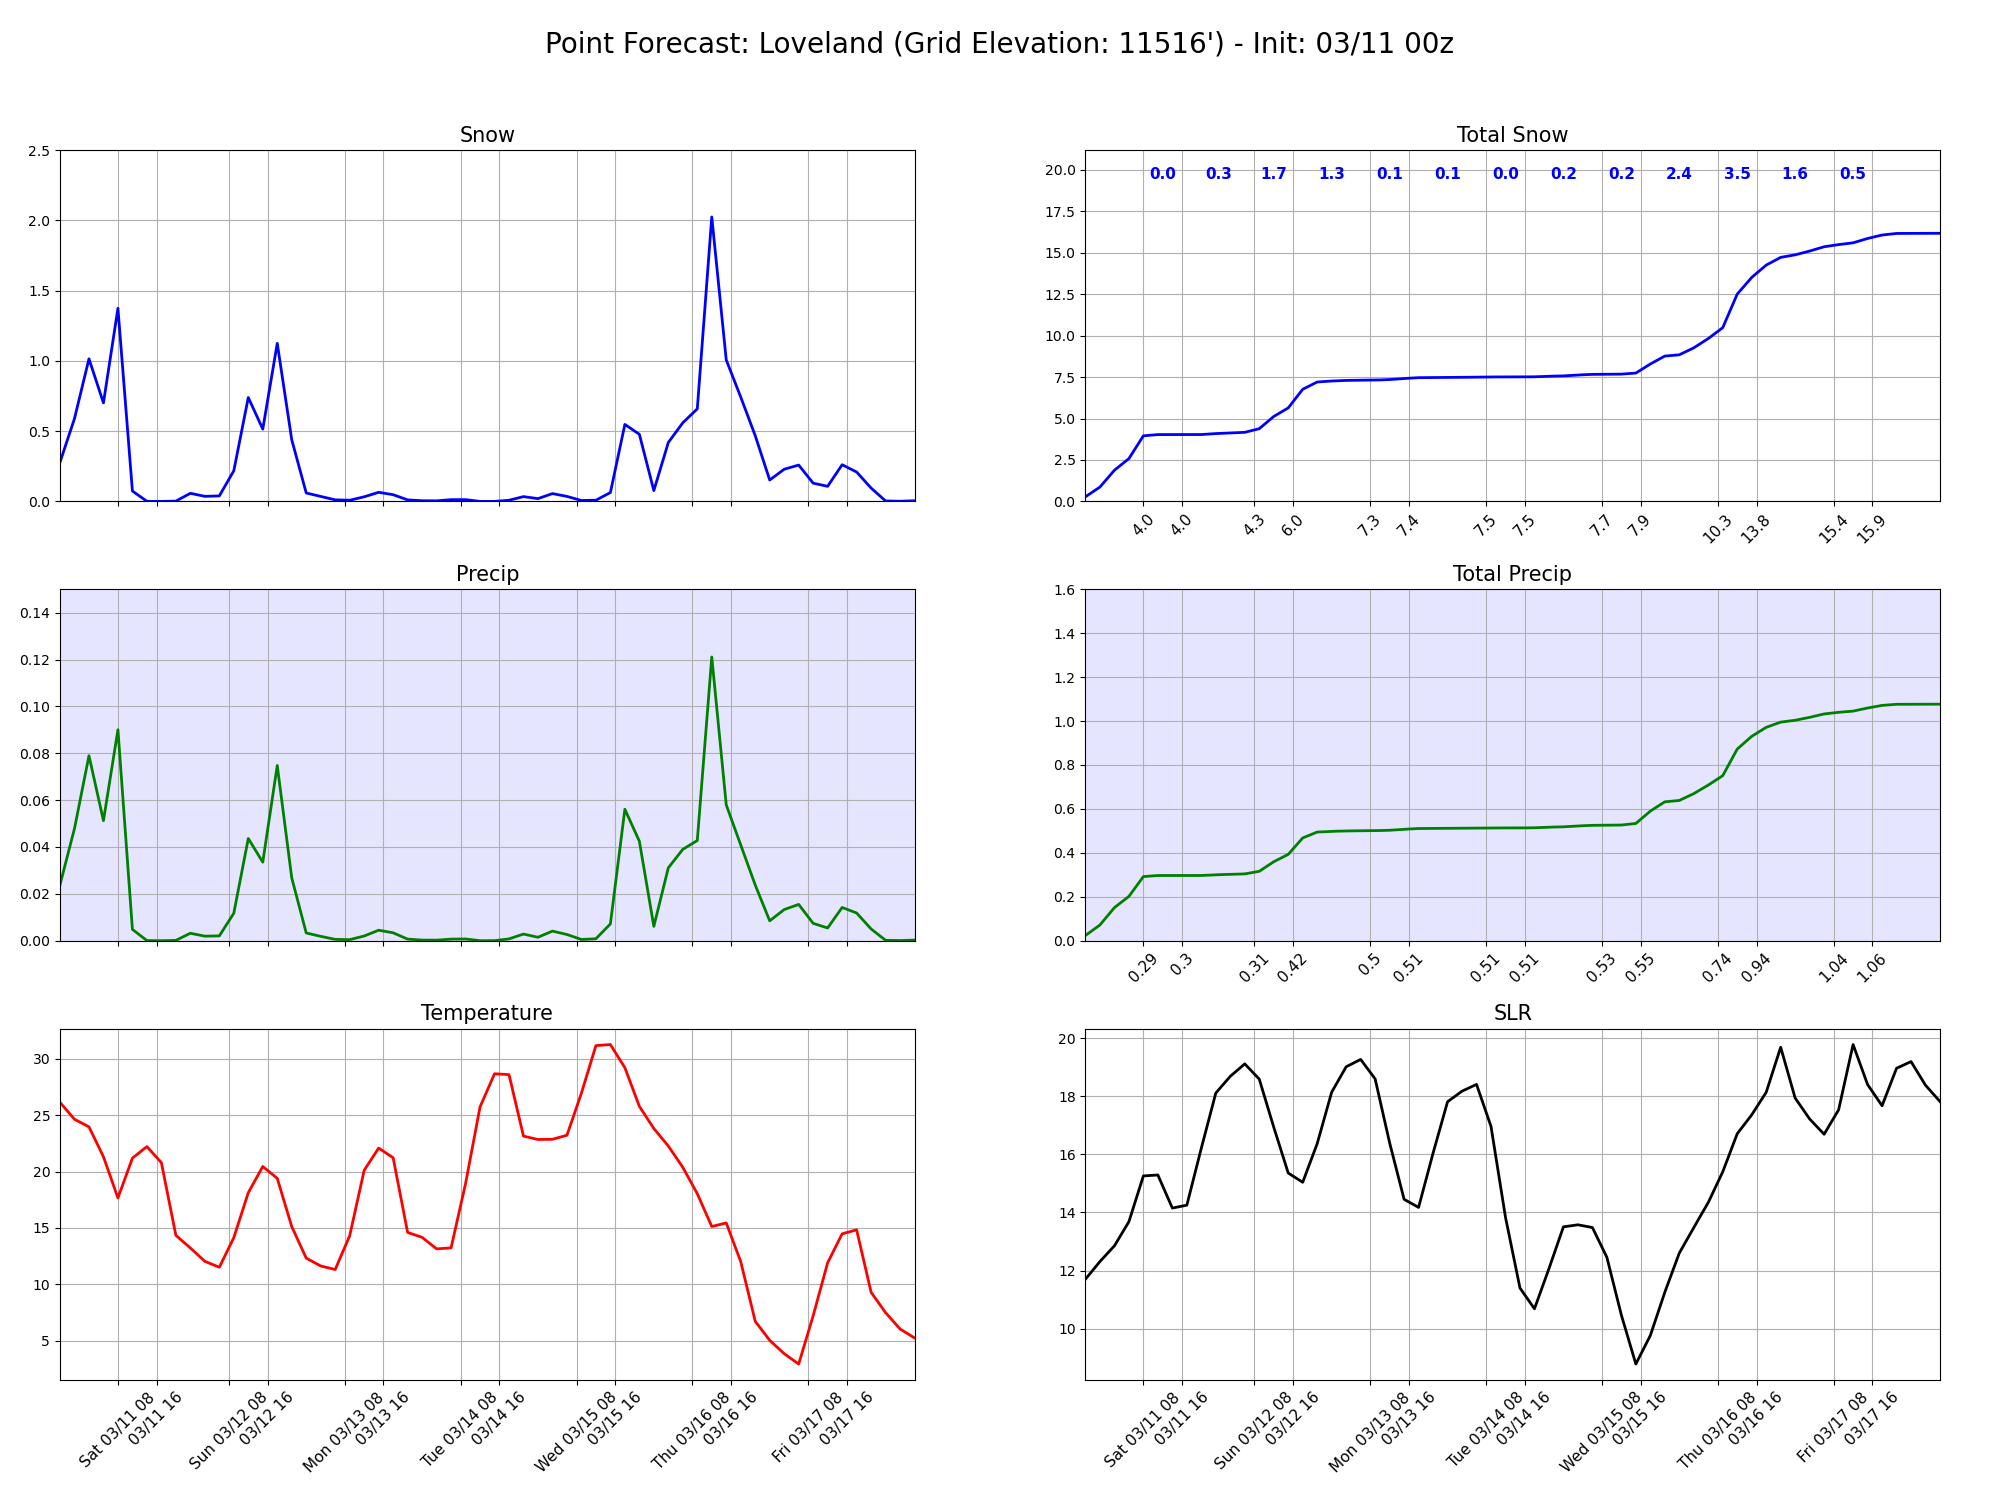 Point Forecast: Loveland (Grid Elevation: 11516') - Init: 03/11 00z
Snow
2.5
2.0
1.5
1.0
0.5
0.0
Total Snow
20.0
17.5
15.0
12.5
10.0
7.5
5.0
2.5
0.0
0.0 0.3 1.7 1.3 0.1 0.1 0.0 0.2 0.2 2.4 3.5 1.6 0.5
4.0 4.0 4.3 6.0 7.3 7.4 7.5 7.5 7.7 7.9 10.3 13.8 15.4 15.9
Precip
0.14
0.12
0.10
0.08
0.06
0.04
0.02
0.00
Total Precip
1.6
1.4
1.2
1.0
0.8
0.6
0.4
0.2
0.0
0.29 0.3 0.31 0.42 0.5 0.51 0.51 0.51 0.53 0.55 0.74 0.94 1.04 1.06
Temperature
30
25
20
15
10
5
Sat 03/11 08
03/11 16
Sun 03/12 08
03/12 16
Mon 03/13 08
03/13 16
Tue 03/14 08
03/14 16
Wed 03/15 08
03/15 16
Thu 03/16 08
03/16 16
Fri 03/17 08
03/17 16
SLR
20
18
16
14
12
10
Sat 03/11 08
03/11 16
Sun 03/12 08
03/12 16
Mon 03/13 08
03/13 16
Tue 03/14 08
03/14 16
Wed 03/15 08
03/15 16
Thu 03/16 08
03/16 16
Fri 03/17 08
03/17 16